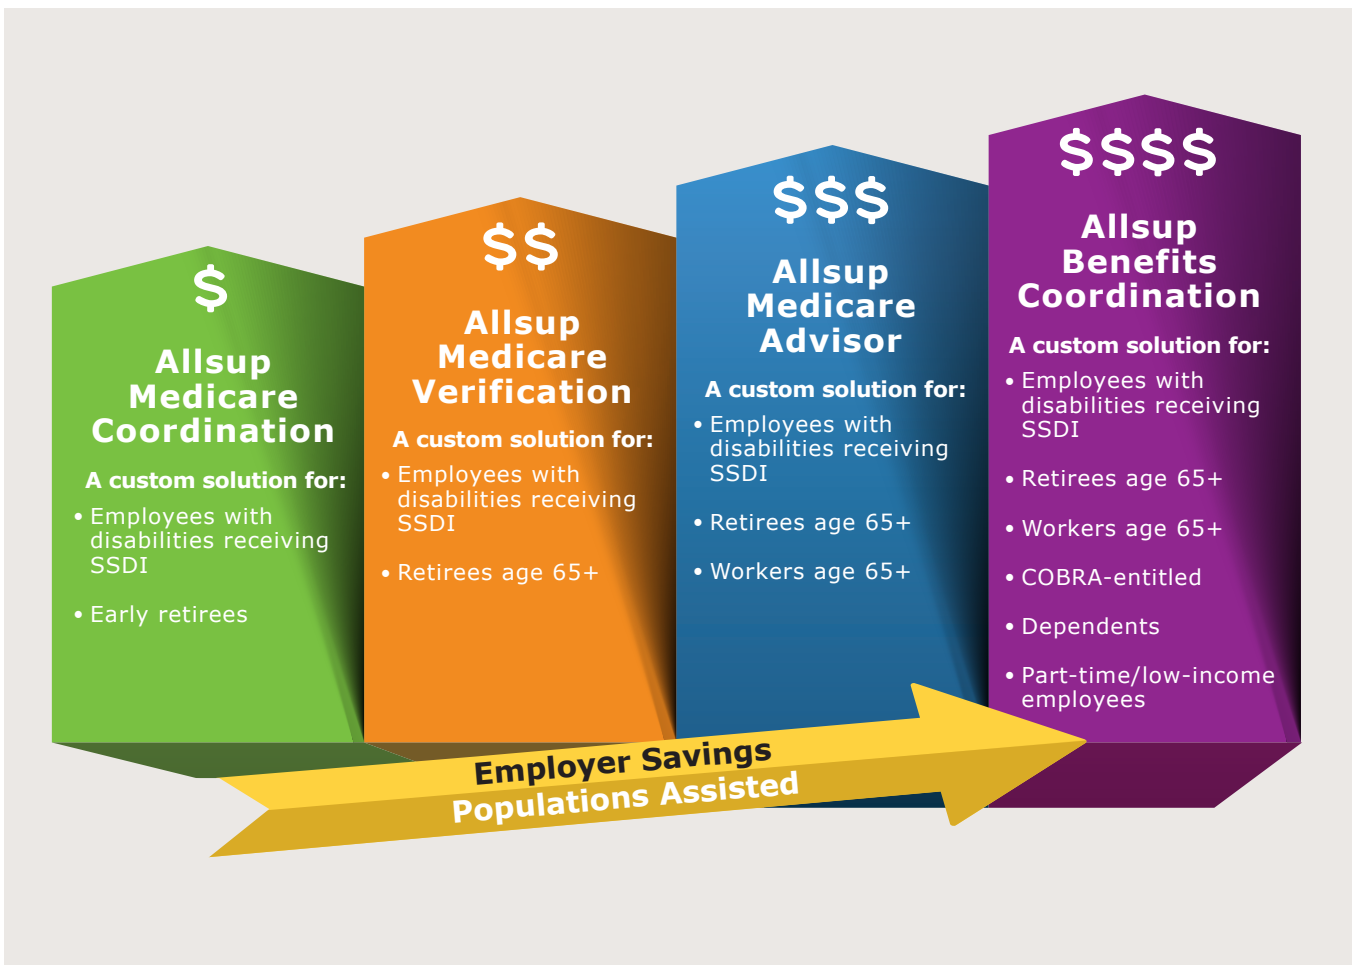 $
Allsup
Medicare
Coordination
A custom solution for:
• Employees with
disabilities receiving
SSDI
• Early retirees
$$
Allsup
Medicare
Verification
A custom solution for:
• Employees with
disabilities receiving
SSDI
• Retirees age 65+
$$$
Allsup
Medicare
Advisor
A custom solution for:
• Employees with
disabilities receiving
SSDI
• Retirees age 65+
• Workers age 65+
$$$$
Allsup
Benefits
Coordination
A custom solution for:
• Employees with
disabilities receiving
SSDI
• Retirees age 65+
• Workers age 65+
• COBRA-entitled
• Dependents
• Part-time/low-income
employees
Employer Savings
Populations Assisted